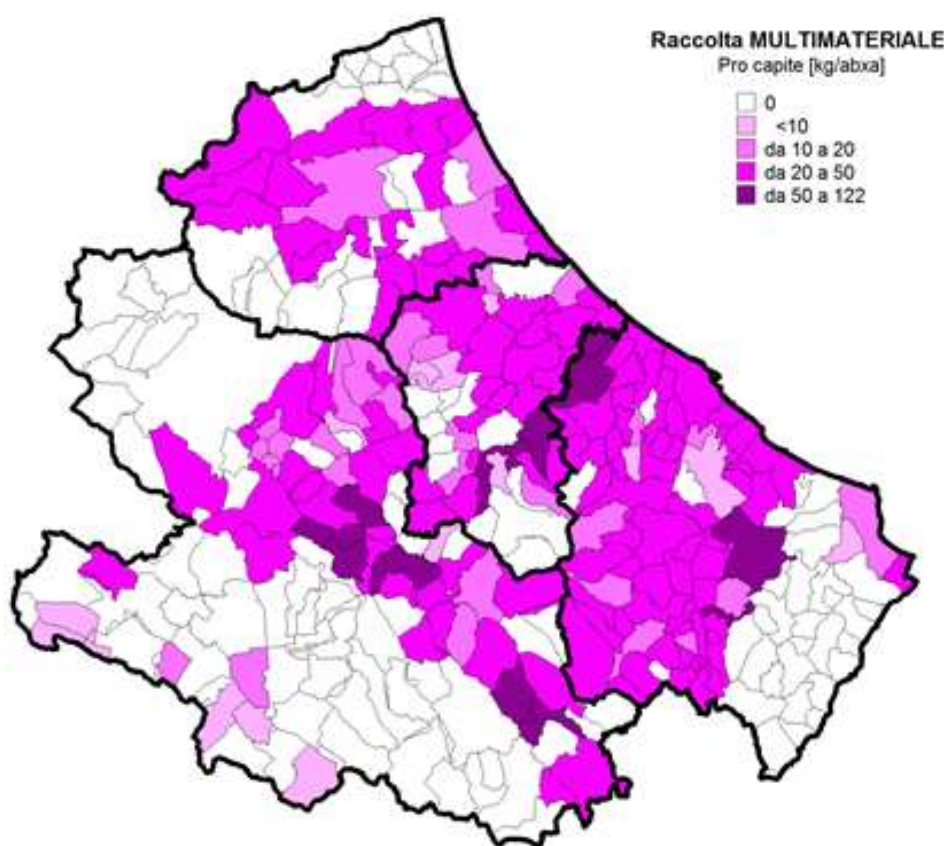 Raccolta MULTIMATERIALE
Pro capite [kg/abxa]
0
<10
da 10 a 20
da 20 a 50
da 50 a 122